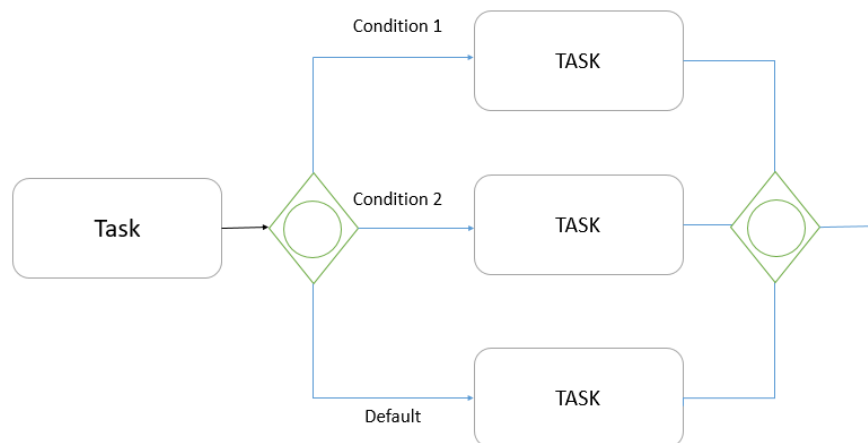 Condition 1
TASK
Task
Condition 2
TASK
TASK
Default